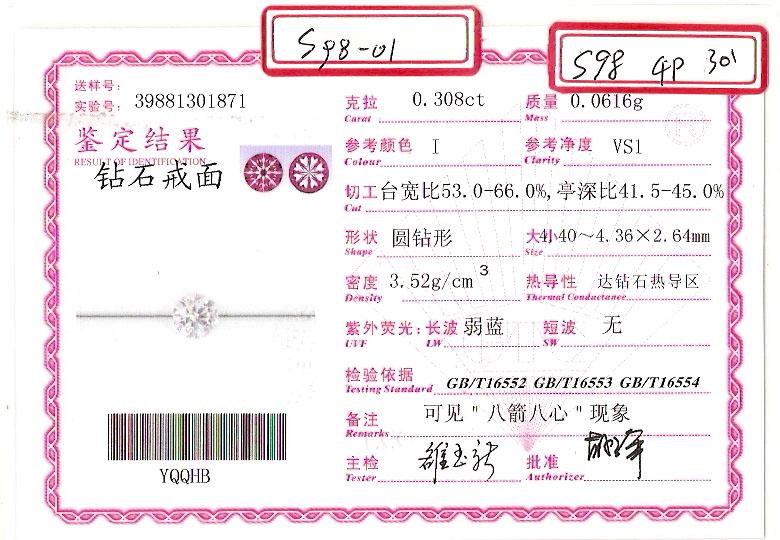 S98-01
S98 4P 301
送样号:
实验号: 39881301871
鉴定结果
RESULT OF IDENTIFICATION
钻石戒面
YQQHB
克拉 0.308ct 质量 0.0616g
Carat Mass
参考颜色 I 参考净度 VS1
Colour Clarity
切工 台宽比53.0-66.0%,亭深比41.5-45.0%
Cut
形状 圆钻形 大小 4.40～4.36×2.64mm
Shape Size
密度 3.52g/cm³ 热导性 达钻石热导区
Density Thermal Conductance
紫外荧光: 长波 弱蓝 短波 无
UVF LW SW
检验依据 GB/T16552 GB/T16553 GB/T16554
Testing Standard
备注 可见"八箭八心"现象
Remarks
主检 批准
Tester Authorizer